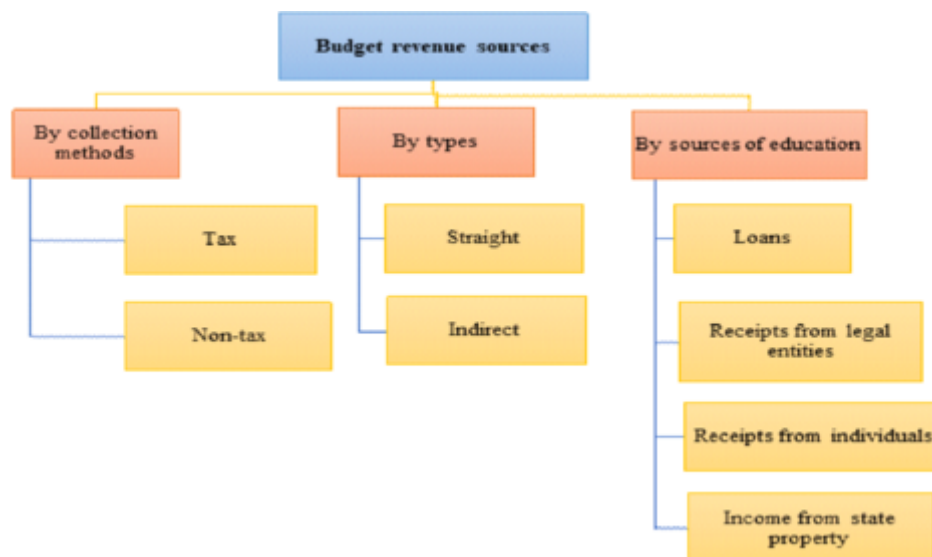 Budget revenue sources
By collection
methods
Tax
Non-tax
By types
Straight
Indirect
By sources of education
Loans
Receipts from legal
entities
Receipts from individuals
Income from state
property